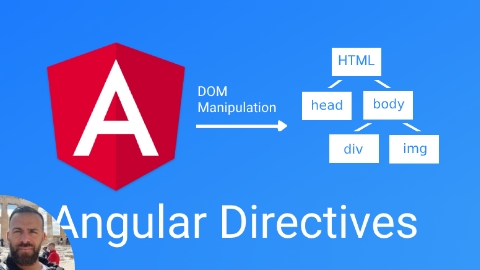 DOM
Manipulation
HTML
head
body
div
img
Angular Directives